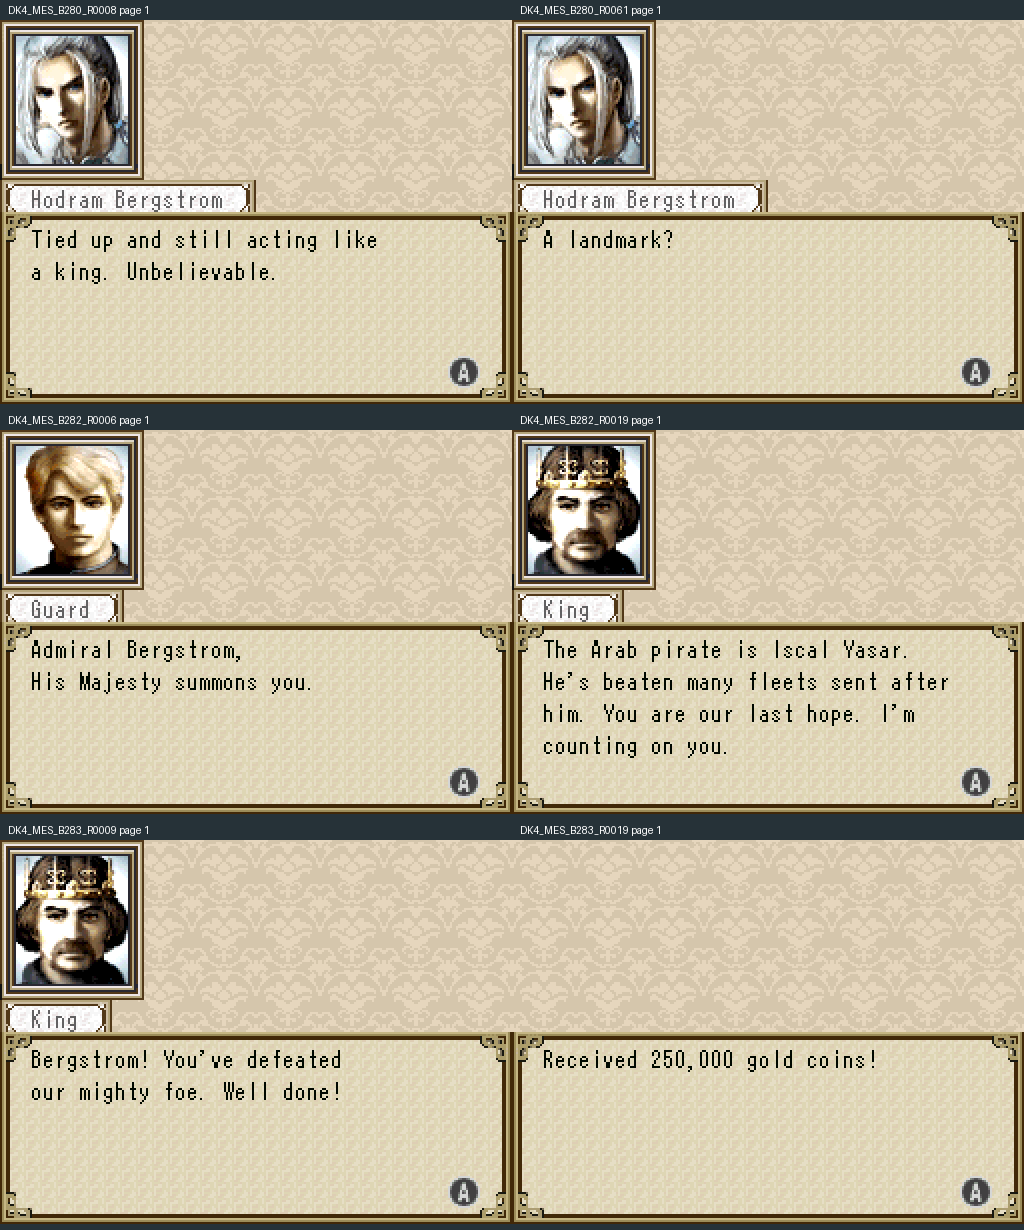 DK4_MES_B280_R0008 page 1
Hodram Bergstrom
Tied up and still acting like
a king. Unbelievable.
A
DK4_MES_B280_R0061 page 1
Hodram Bergstrom
A landmark?
A
DK4_MES_B282_R0006 page 1
Guard
Admiral Bergstrom,
His Majesty summons you.
A
DK4_MES_B282_R0019 page 1
King
The Arab pirate is Iscal Yasar.
He's beaten many fleets sent after
him. You are our last hope. I'm
counting on you.
A
DK4_MES_B283_R0009 page 1
King
Bergstrom! You've defeated
our mighty foe. Well done!
A
DK4_MES_B283_R0019 page 1
Received 250,000 gold coins!
A